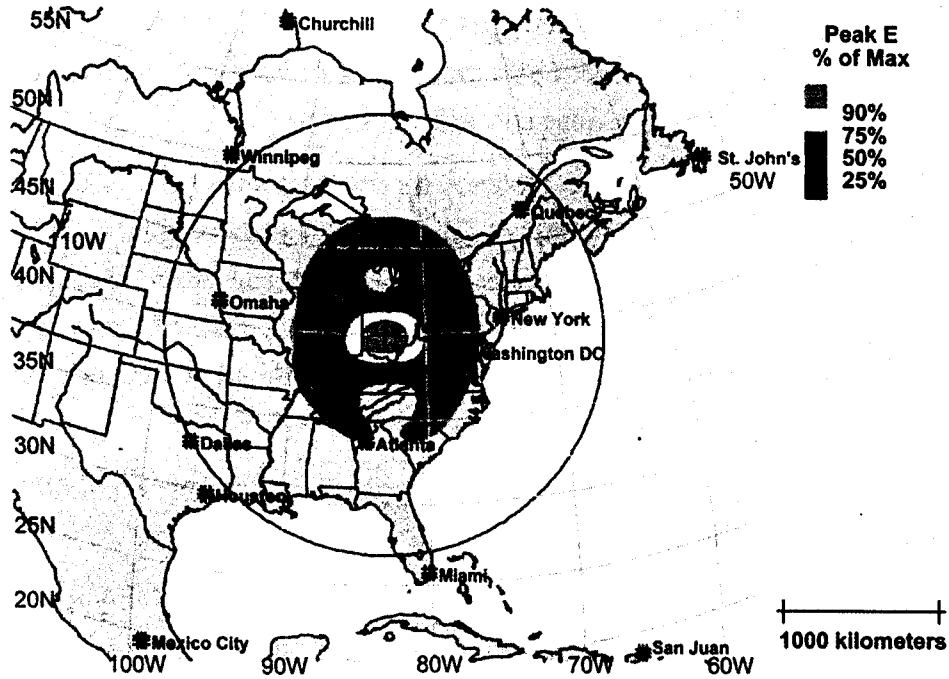 55N
Churchill
Peak E
% of Max
90%
75%
50%
25%
50N
Winnipeg
St. John's
50W
45N
Quebec
110W
40N
Omaha
New York
ashington DC
35N
30N
Dallas
Atlanta
Houston
25N
Miami
20N
1000 kilometers
Mexico City
San Juan
100W
90W
80W
70W
60W